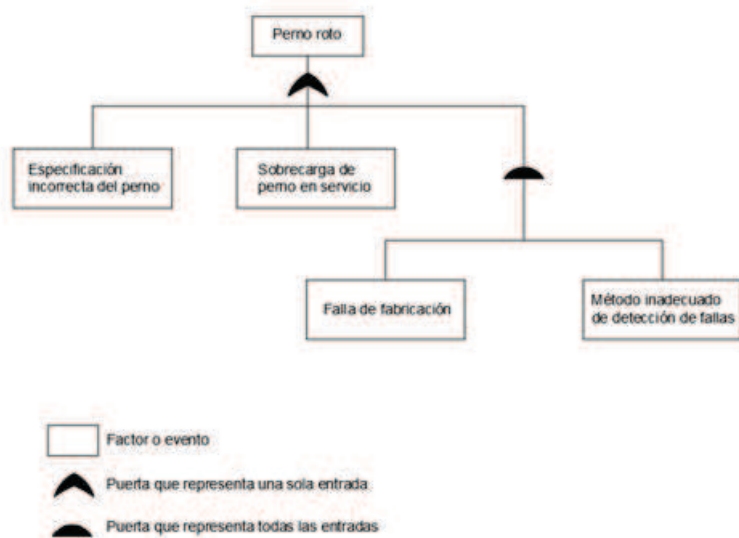 Perno roto
Especificación
incorrecta del perno
Sobrecarga de
perno en servicio
Falla de fabricación
Método inadecuado
de detección de fallas
Factor o evento
Puerta que representa una sola entrada
Puerta que representa todas las entradas